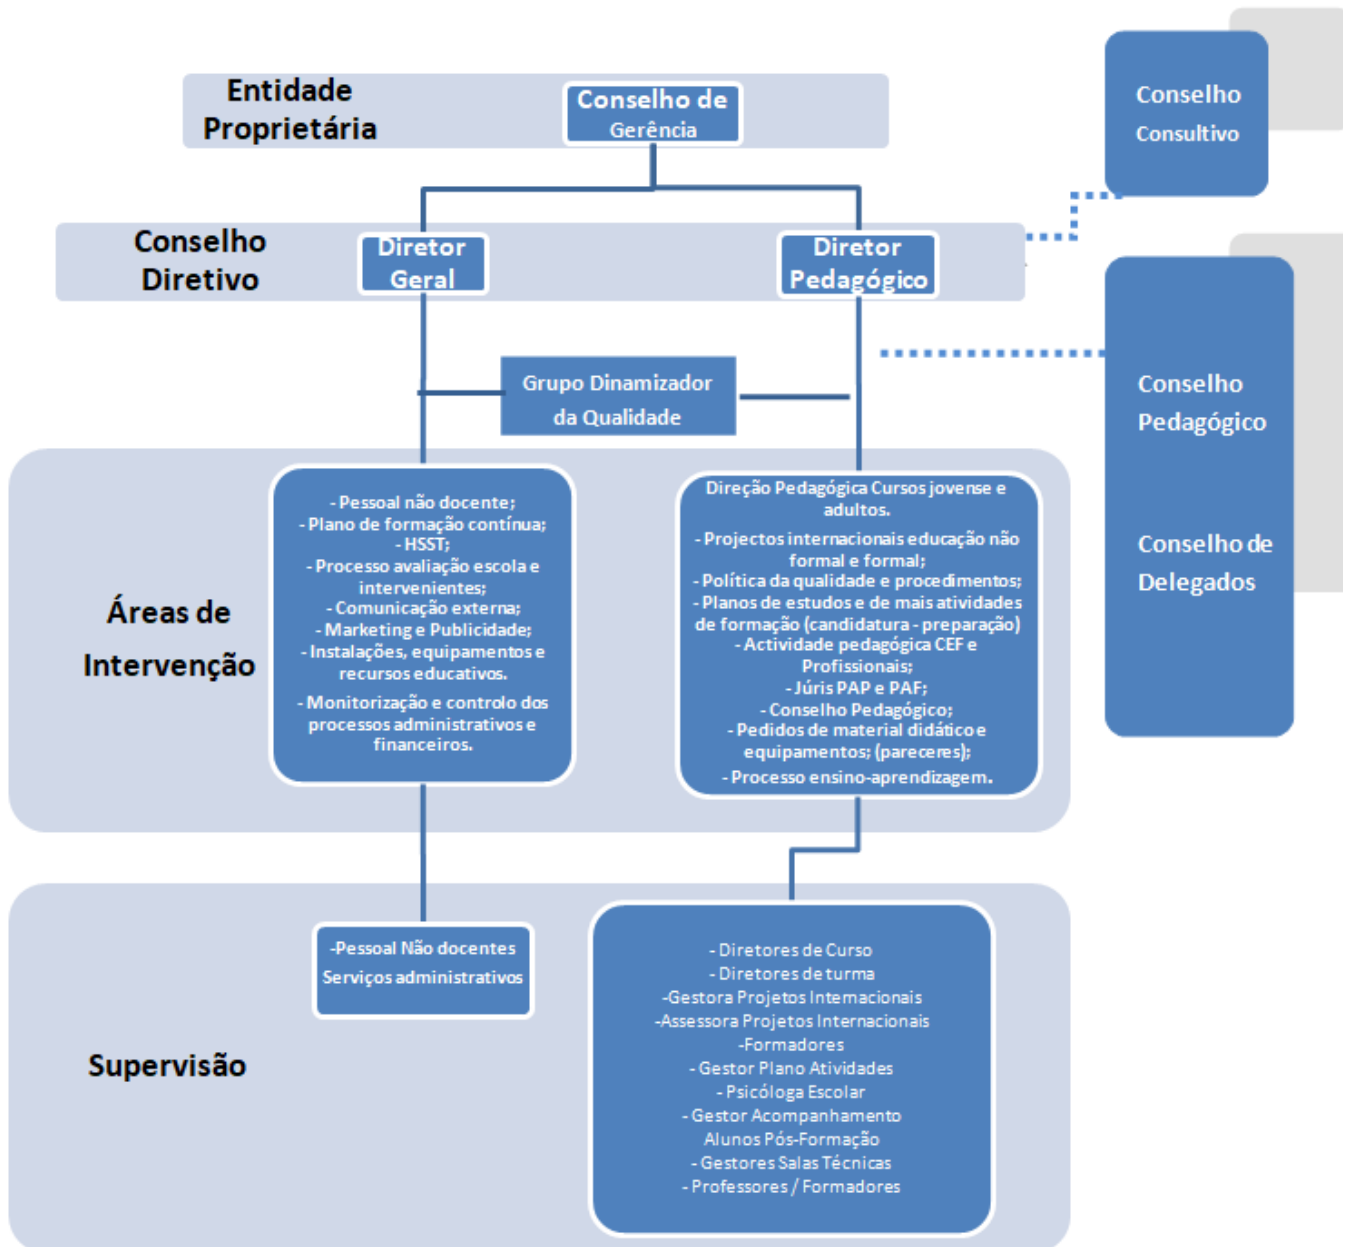 Entidade
Proprietária
Conselho de
Gerência
Conselho
Consultivo
Conselho
Diretivo
Diretor
Geral
Diretor
Pedagógico
Grupo Dinamizador
da Qualidade
Conselho
Pedagógico
Conselho de
Delegados
Áreas de
Intervenção
- Pessoal não docente;
- Plano de formação contínua;
- HSST;
- Processo avaliação escola e
intervenientes;
- Comunicação externa;
- Marketing e Publicidade;
- Instalações, equipamentos e
recursos educativos.
- Monitorização e controlo dos
processos administrativos e
financeiros.
Direção Pedagógica Cursos jovense e
adultos.
- Projectos internacionais educação não
formal e formal;
- Política da qualidade e procedimentos;
- Planos de estudos e de mais atividades
de formação (candidatura - preparação)
- Actividade pedagógica CEF e
Profissionais;
- Júris PAP e PAF;
- Conselho Pedagógico;
- Pedidos de material didático e
equipamentos; (pareceres);
- Processo ensino-aprendizagem.
Supervisão
-Pessoal Não docentes
Serviços administrativos
- Diretores de Curso
- Diretores de turma
-Gestora Projetos Internacionais
-Assessora Projetos Internacionais
-Formadores
- Gestor Plano Atividades
- Psicóloga Escolar
- Gestor Acompanhamento
Alunos Pós-Formação
- Gestores Salas Técnicas
- Professores / Formadores